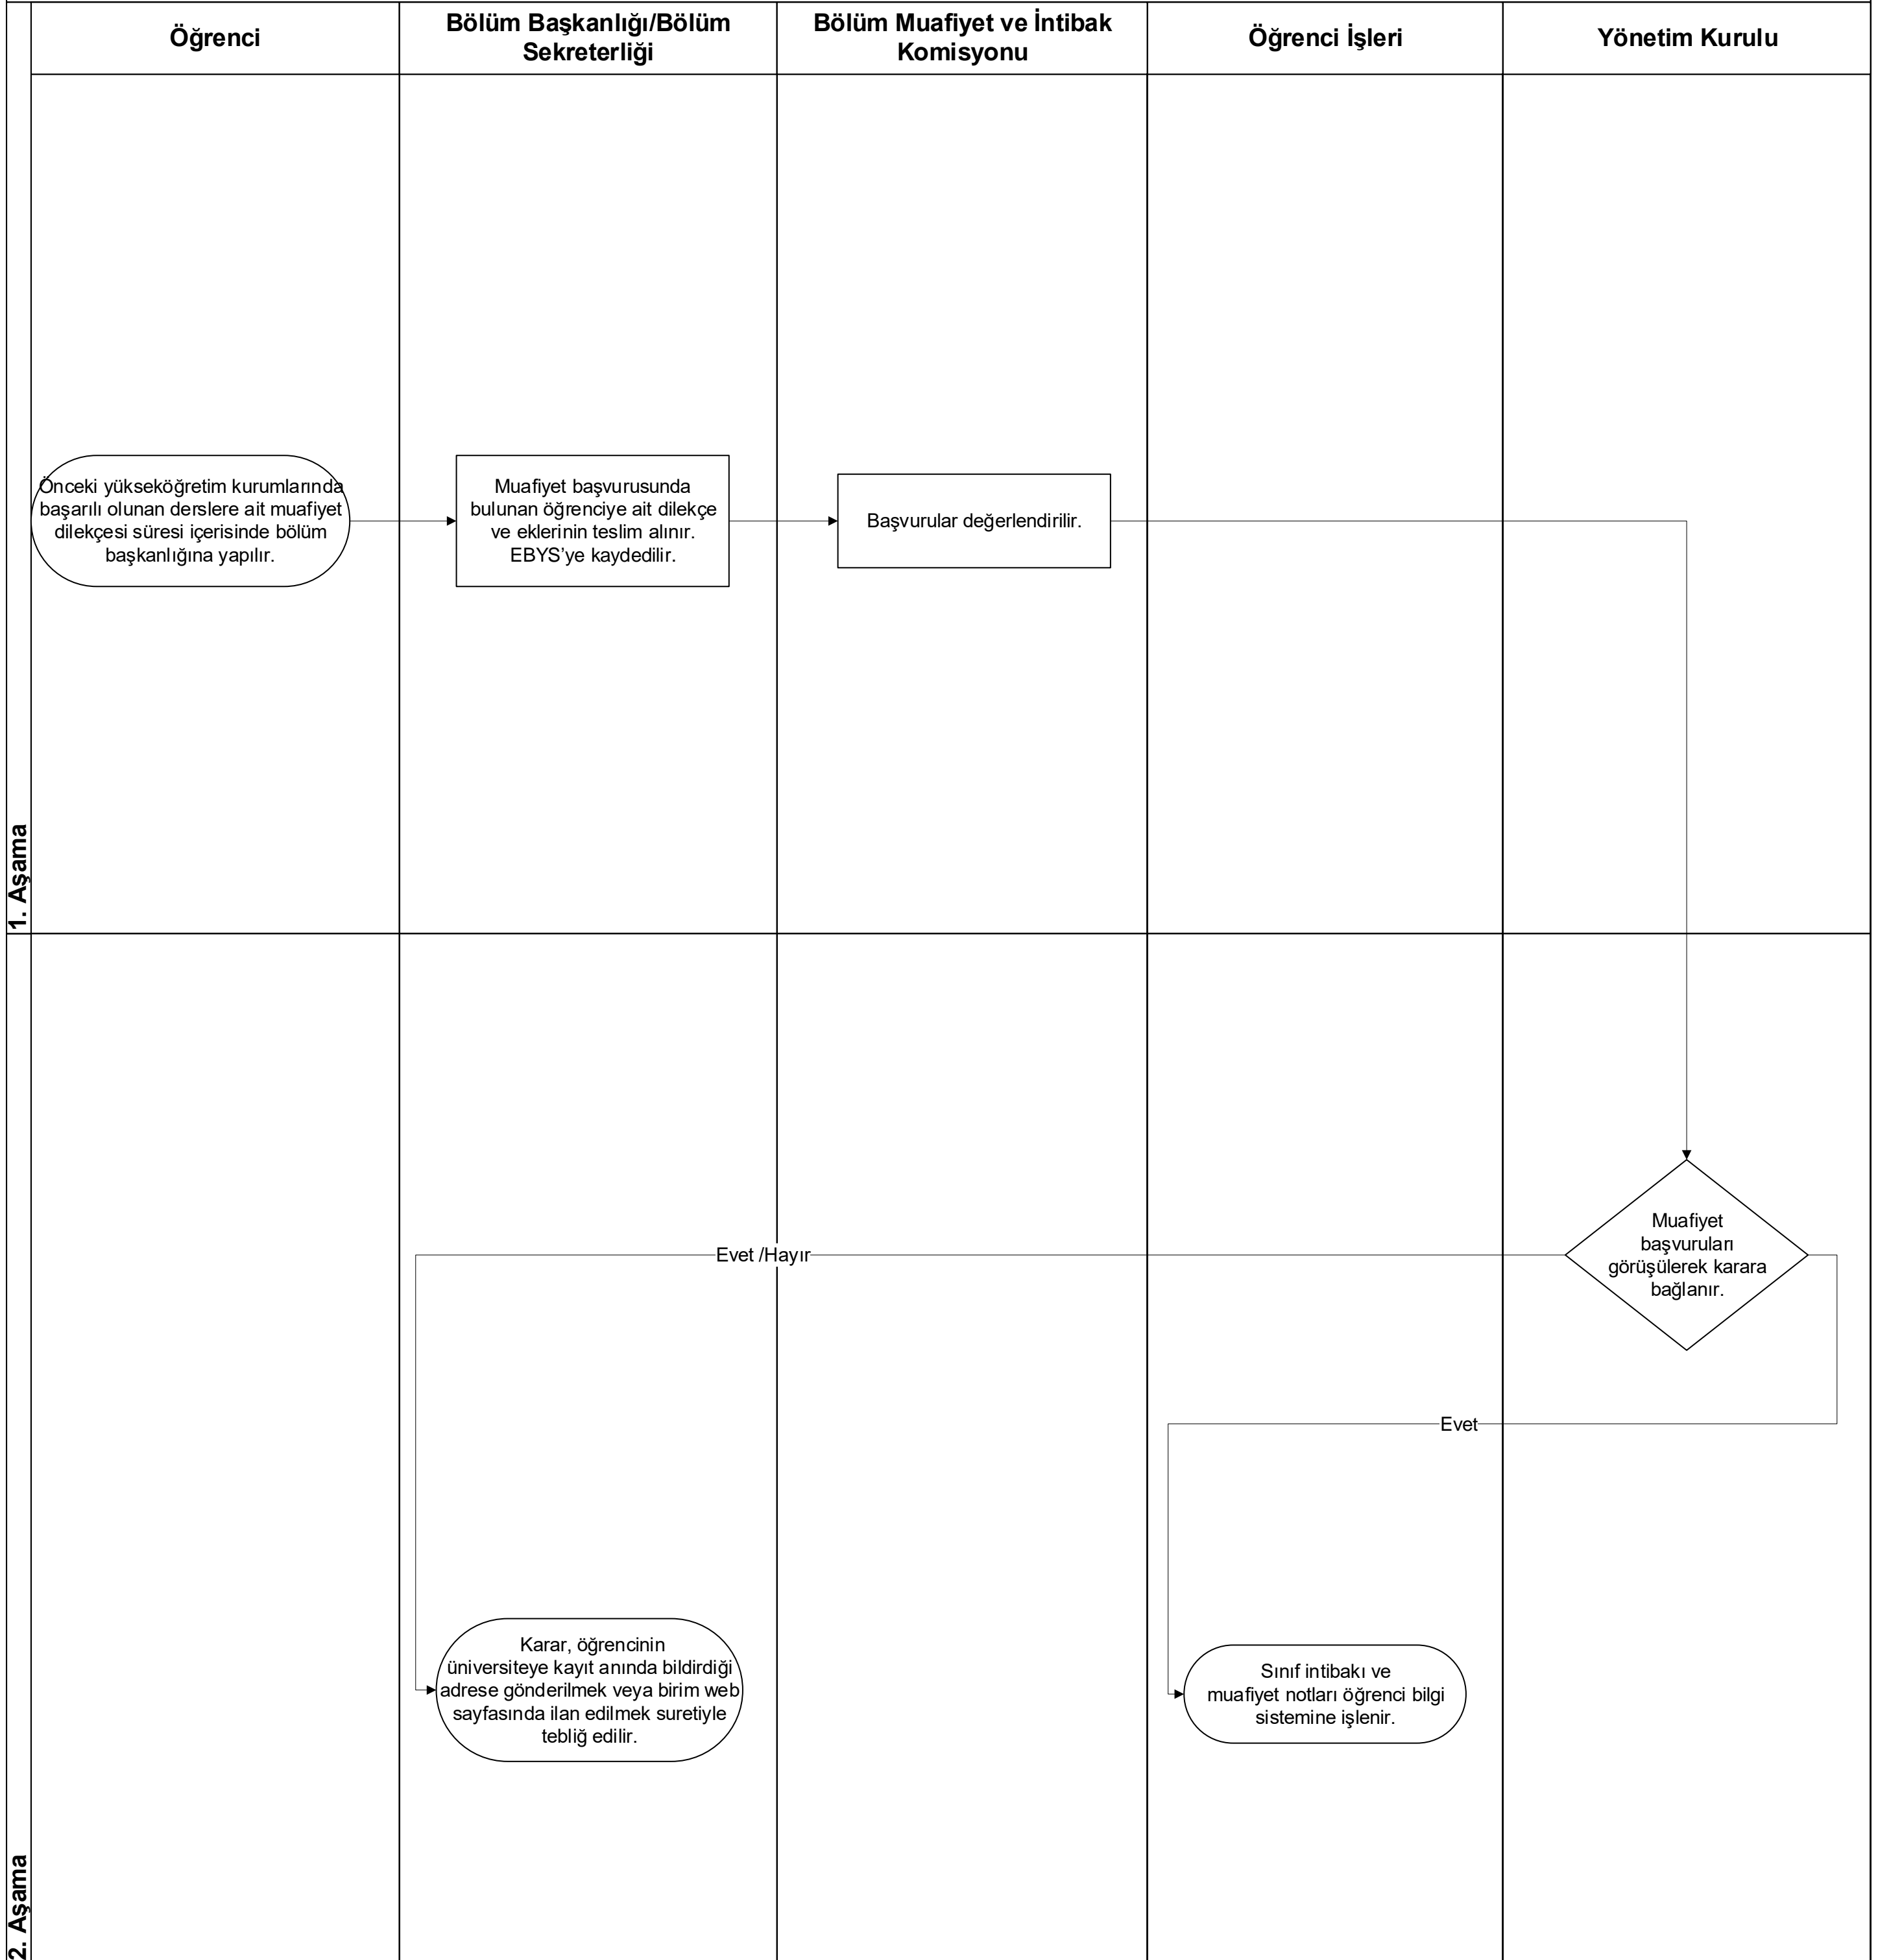 Öğrenci
Bölüm Başkanlığı/Bölüm
Sekreterliği
Bölüm Muafiyet ve İntibak
Komisyonu
Öğrenci İşleri
Yönetim Kurulu
1. Aşama
Önceki yükseköğretim kurumlarında
başarılı olunan derslere ait muafiyet
dilekçesi süresi içerisinde bölüm
başkanlığına yapılır.
Muafiyet başvurusunda
bulunan öğrenciye ait dilekçe
ve eklerinin teslim alınır.
EBYS’ye kaydedilir.
Başvurular değerlendirilir.
2. Aşama
Muafiyet
başvuruları
görüşülerek karara
bağlanır.
Evet /Hayır
Evet
Karar, öğrencinin
üniversiteye kayıt anında bildirdiği
adrese gönderilmek veya birim web
sayfasında ilan edilmek suretiyle
tebliğ edilir.
Sınıf intibakı ve
muafiyet notları öğrenci bilgi
sistemine işlenir.